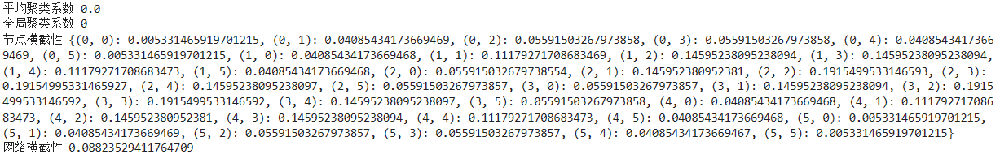 平均聚类系数 0.0
全局聚类系数 0
节点横截性 {(0, 0): 0.005331465919701215, (0, 1): 0.04085434173669469, (0, 2): 0.05591503267973858, (0, 3): 0.05591503267973858, (0, 4): 0.0408543417366
9469, (0, 5): 0.005331465919701215, (1, 0): 0.04085434173669468, (1, 1): 0.11179271708683469, (1, 2): 0.14595238095238094, (1, 3): 0.14595238095238094,
(1, 4): 0.11179271708683473, (1, 5): 0.04085434173669468, (2, 0): 0.055915032679738554, (2, 1): 0.145952380952381, (2, 2): 0.1915499533146593, (2, 3):
0.19154995331465927, (2, 4): 0.14595238095238097, (2, 5): 0.05591503267973857, (3, 0): 0.05591503267973857, (3, 1): 0.14595238095238094, (3, 2): 0.1915
499533146592, (3, 3): 0.1915499533146592, (3, 4): 0.14595238095238097, (3, 5): 0.05591503267973858, (4, 0): 0.04085434173669468, (4, 1): 0.11179271708
683473, (4, 2): 0.145952380952381, (4, 3): 0.14595238095238094, (4, 4): 0.11179271708683473, (4, 5): 0.04085434173669468, (5, 0): 0.005331465919701215,
(5, 1): 0.04085434173669469, (5, 2): 0.05591503267973857, (5, 3): 0.05591503267973857, (5, 4): 0.04085434173669467, (5, 5): 0.005331465919701215}
网络横截性 0.08823529411764709